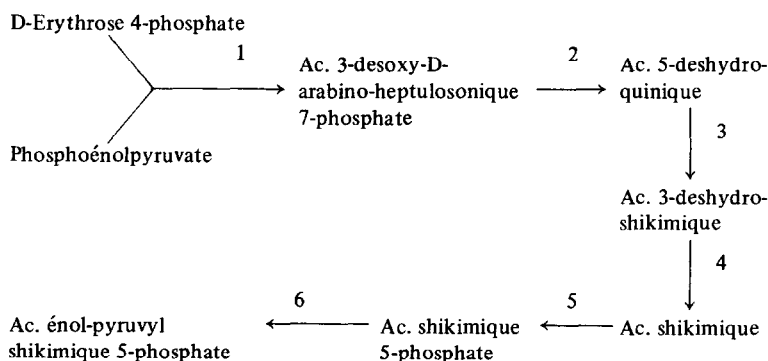 D-Erythrose 4-phosphate
Phosphoénolpyruvate
1
Ac. 3-desoxy-D-
arabino-heptulosonique
7-phosphate
2
Ac. 5-deshydro-
quinique
3
Ac. 3-deshydro-
shikimique
4
Ac. shikimique
5
Ac. shikimique
5-phosphate
6
Ac. énol-pyruvyl
shikimique 5-phosphate